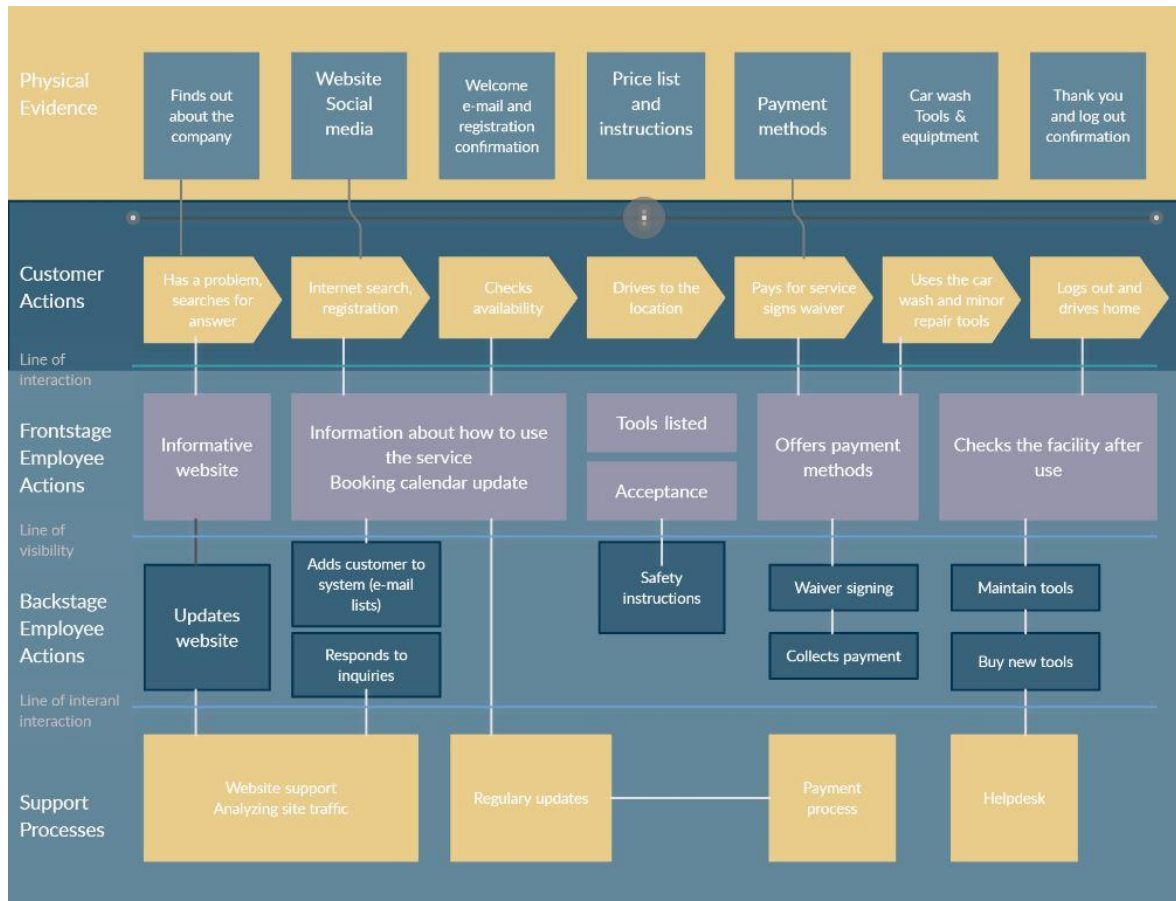 Physical
Evidence
Finds out
about the
company
Website
Social
media
Welcome
e-mail and
registration
confirmation
Price list
and
instructions
Payment
methods
Car wash
Tools &
equiptment
Thank you
and log out
confirmation
Customer
Actions
Has a problem,
searches for
answer
Internet search,
registration
Checks
availability
Drives to the
location
Pays for service
signs waiver
Uses the car
wash and minor
repair tools
Logs out and
drives home
Line of
interaction
Frontstage
Employee
Actions
Informative
website
Information about how to use
the service
Booking calendar update
Tools listed
Acceptance
Offers payment
methods
Checks the facility after
use
Line of
visibility
Backstage
Employee
Actions
Updates
website
Adds customer to
system (e-mail
lists)
Responds to
inquiries
Safety
instructions
Waiver signing
Collects payment
Maintain tools
Buy new tools
Line of interanl
interaction
Support
Processes
Website support
Analyzing site traffic
Regulary updates
Payment
process
Helpdesk